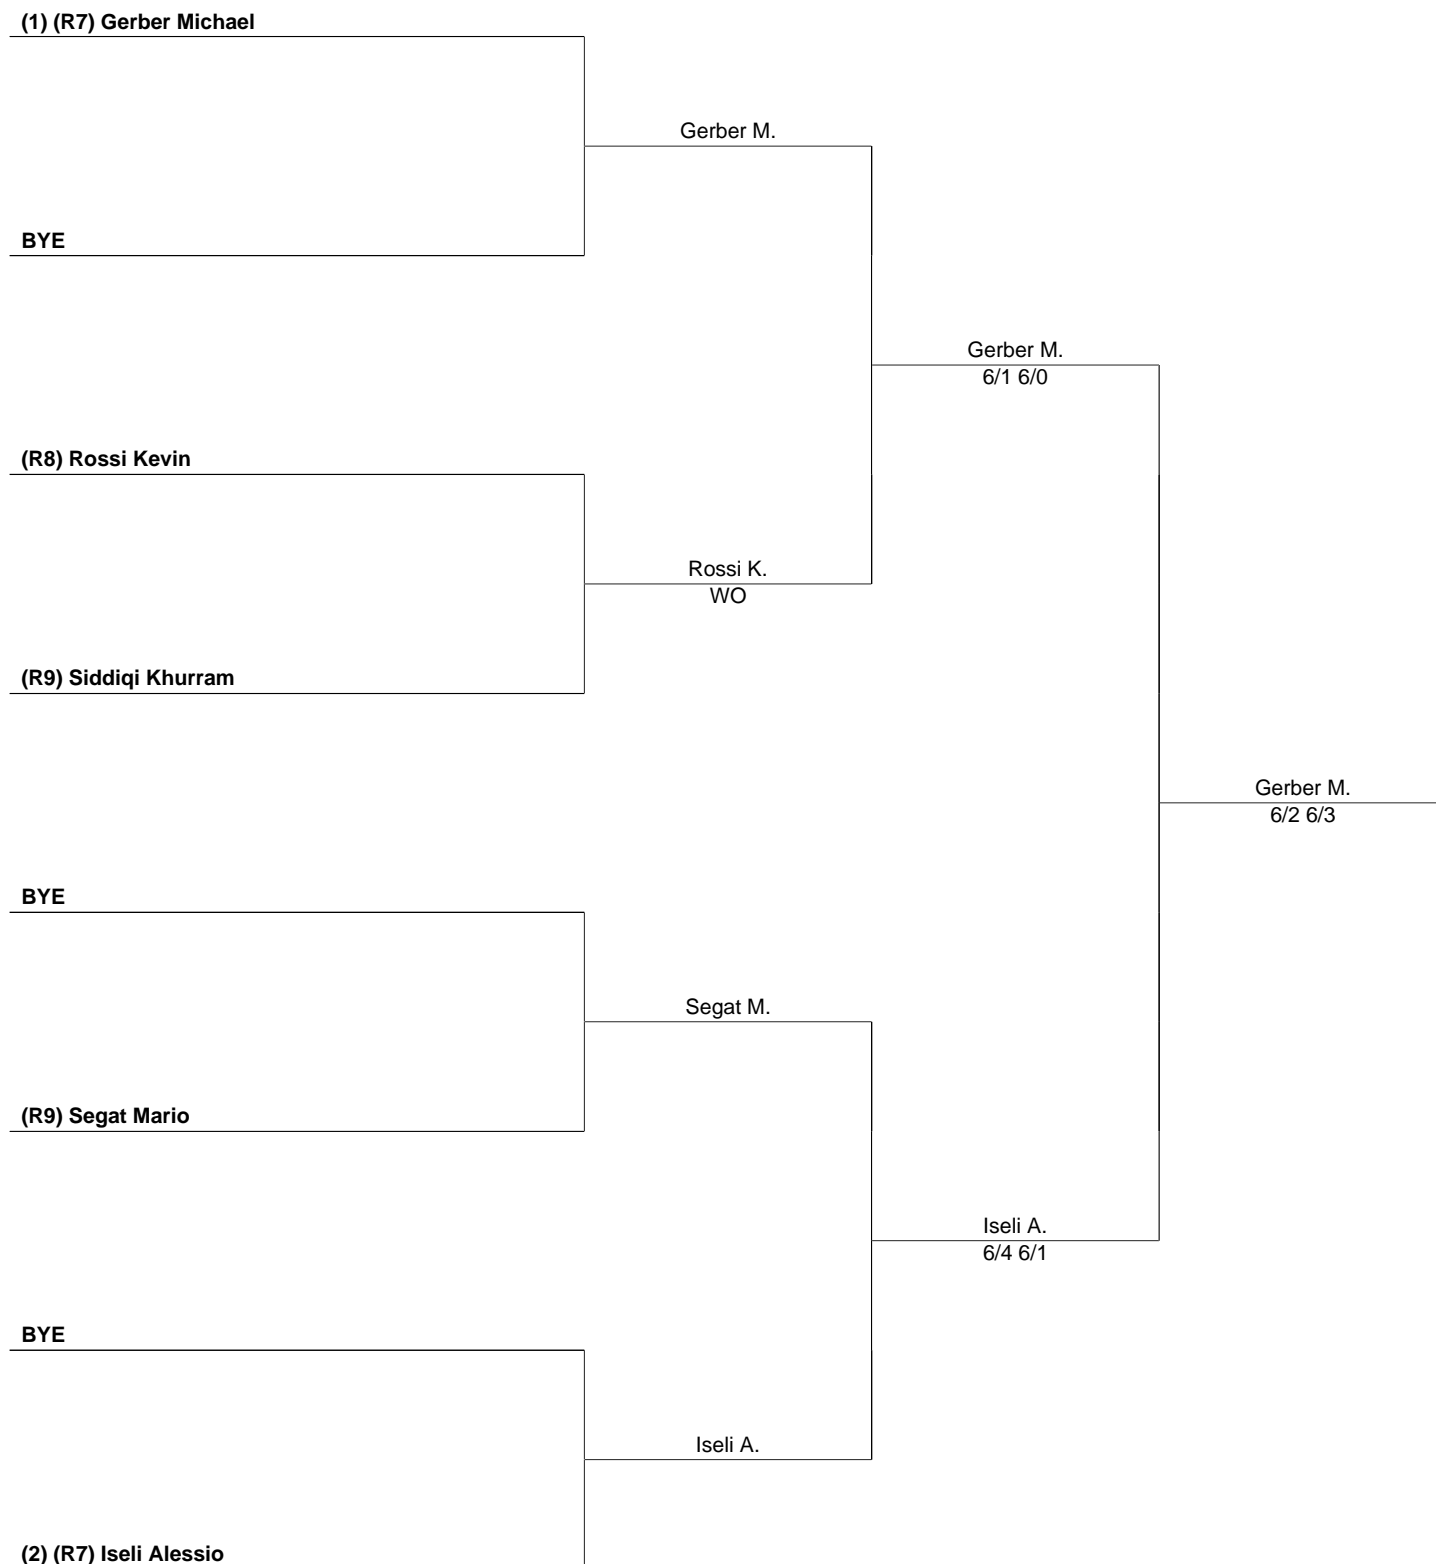 (1) (R7) Gerber Michael
Gerber M.
BYE
Gerber M.
6/1 6/0
(R8) Rossi Kevin
Rossi K.
WO
(R9) Siddiqi Khurram
Gerber M.
6/2 6/3
BYE
Segat M.
(R9) Segat Mario
Iseli A.
6/4 6/1
BYE
Iseli A.
(2) (R7) Iseli Alessio